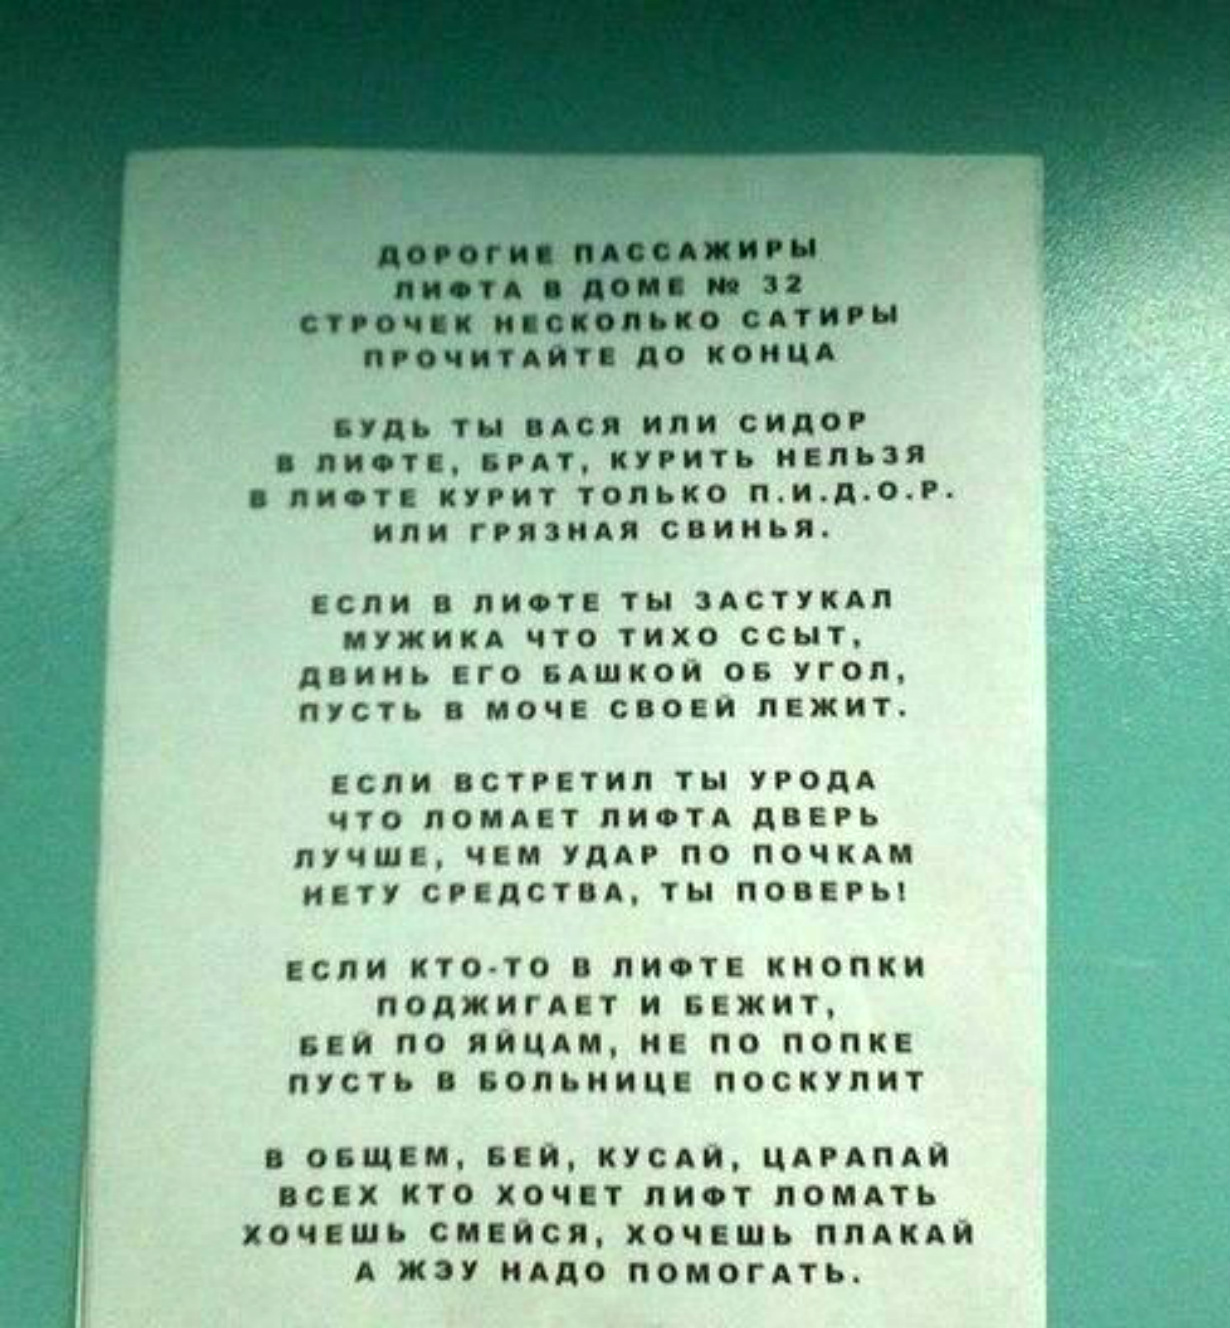 ДОРОГИЕ ПАССАЖИРЫ
ЛИФТА В ДОМЕ № 32
СТРОЧЕК НЕСКОЛЬКО САТИРЫ
ПРОЧИТАЙТЕ ДО КОНЦА
БУДЬ ТЫ ВАСЯ ИЛИ СИДОР
В ЛИФТЕ, БРАТ, КУРИТЬ НЕЛЬЗЯ
В ЛИФТЕ КУРИТ ТОЛЬКО П.И.Д.О.Р.
ИЛИ ГРЯЗНАЯ СВИНЬЯ.
ЕСЛИ В ЛИФТЕ ТЫ ЗАСТУКАЛ
МУЖИКА ЧТО ТИХО ССЫТ,
ДВИНЬ ЕГО БАШКОЙ ОБ УГОЛ,
ПУСТЬ В МОЧЕ СВОЕЙ ЛЕЖИТ.
ЕСЛИ ВСТРЕТИЛ ТЫ УРОДА
ЧТО ЛОМАЕТ ЛИФТА ДВЕРЬ
ЛУЧШЕ, ЧЕМ УДАР ПО ПОЧКАМ
НЕТУ СРЕДСТВА, ТЫ ПОВЕРЬ!
ЕСЛИ КТО-ТО В ЛИФТЕ КНОПКИ
ПОДЖИГАЕТ И БЕЖИТ,
БЕЙ ПО ЯЙЦАМ, НЕ ПО ПОПКЕ
ПУСТЬ В БОЛЬНИЦЕ ПОСКУЛИТ
В ОБЩЕМ, БЕЙ, КУСАЙ, ЦАРАПАЙ
ВСЕХ КТО ХОЧЕТ ЛИФТ ЛОМАТЬ
ХОЧЕШЬ СМЕЙСЯ, ХОЧЕШЬ ПЛАКАЙ
А ЖЭУ НАДО ПОМОГАТЬ.